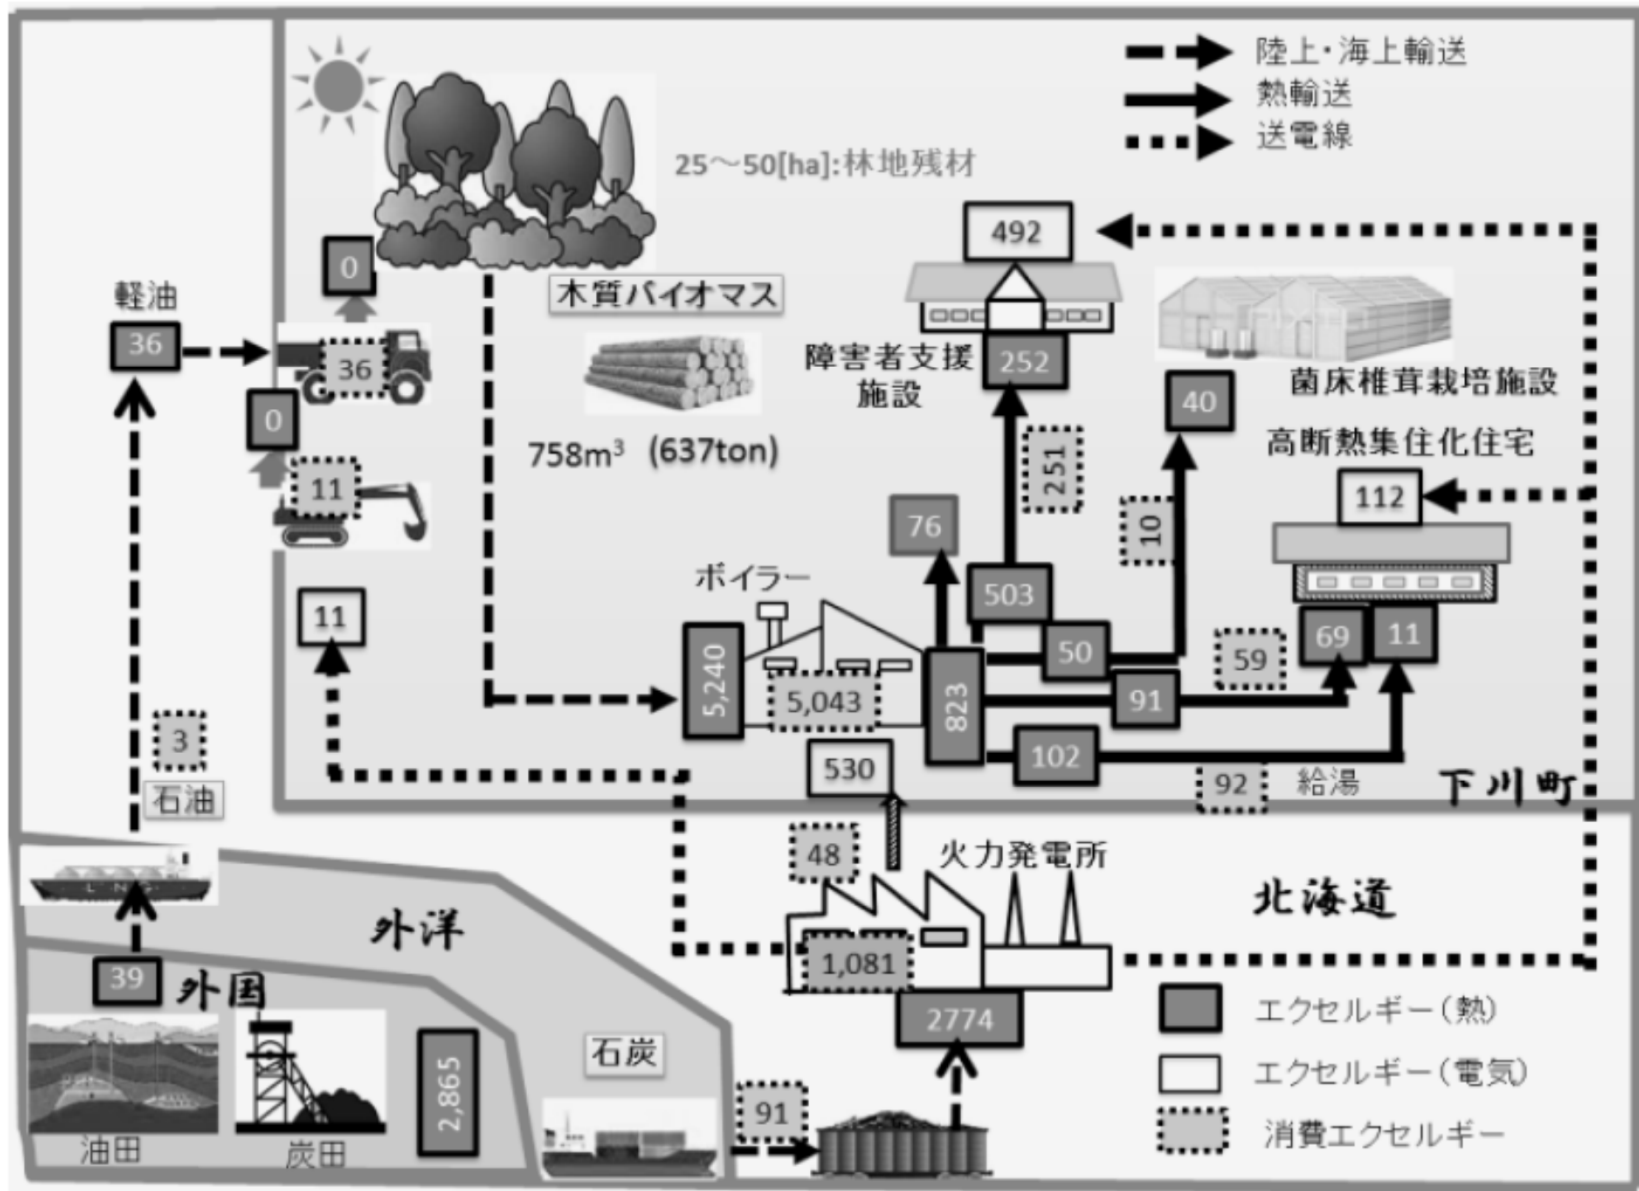 陸上・海上輸送
熱輸送
送電線
25～50[ha]:林地残材
492
0
木質バイオマス
軽油
36
36
障害者支援
施設
252
菌床椎茸栽培施設
40
0
758m³ (637ton)
高断熱集住化住宅
251
11
112
76
10
ボイラー
503
11
5,240
5,043
823
50
59
69
11
91
3
石油
530
102
92
給湯
下川町
48
火力発電所
北海道
L N G
外洋
1,081
39
外国
2774
エクセルギー(熱)
2,865
石炭
エクセルギー(電気)
91
消費エクセルギー
油田
炭田